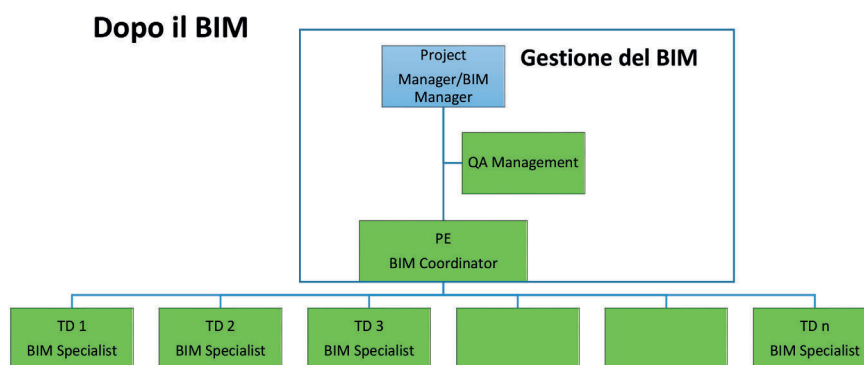 Dopo il BIM
Gestione del BIM
Project
Manager/BIM
Manager
QA Management
PE
BIM Coordinator
TD 1
BIM Specialist
TD 2
BIM Specialist
TD 3
BIM Specialist
TD n
BIM Specialist